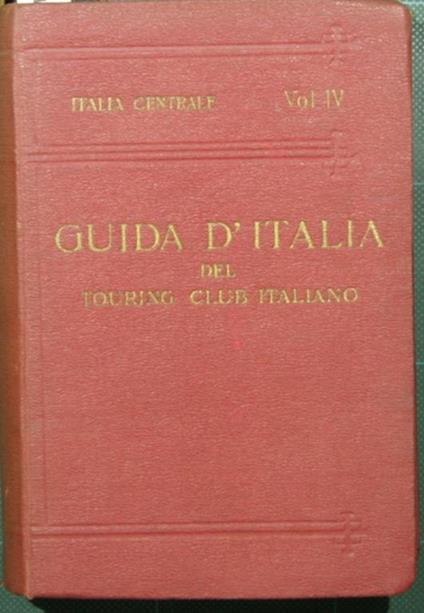 ITALIA CENTRALE Vol IV
GUIDA D'ITALIA
DEL
TOURING CLUB ITALIANO